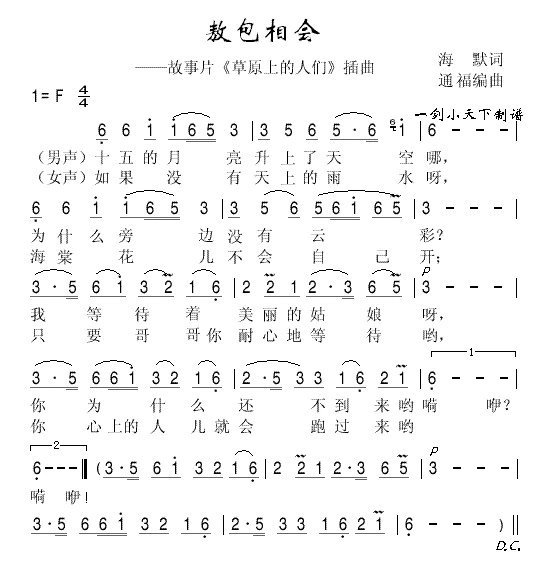 敖包相会
——故事片《草原上的人们》插曲
海 默词
通福编曲
1=F 4/4
一剑小天下制谱
6 6 i | i 6 5 3 | 3 5 5 5·6 | i | 6 - - - |
(男声)十五的月 亮升上了天 空哪,
(女声)如果没 有天上的雨 水呀,
6 6 i | i 6 5 3 | 3 5 5 6 i 6 5 | 3 - - - |
为什么旁 边没有云 彩?
海棠花 儿不会自 己开;
p
3·5 6 i 3 2 1 6 | 2 2 1 2·3 6 5 | 3 - - - |
我 等待着 美丽的姑 娘呀,
只 要哥哥你 耐心地等 待哟,
1
3·5 6 6 i 3 2 1 6 | 2·5 3 1 6 2 1 | 6 - - - |
你 为 什么还 不到来哟嗬 咿?
你 心上的人 儿就会 跑过来哟
2
p
6 - - - ‖ (3·5 6 i 3 2 1 6 | 2 2 1 2·3 6 5 | 3 - - - |
嗬 咿!
3·5 6 6 i 3 2 1 6 | 2·5 3 1 6 2 1 | 6 - - - )‖
D.C.